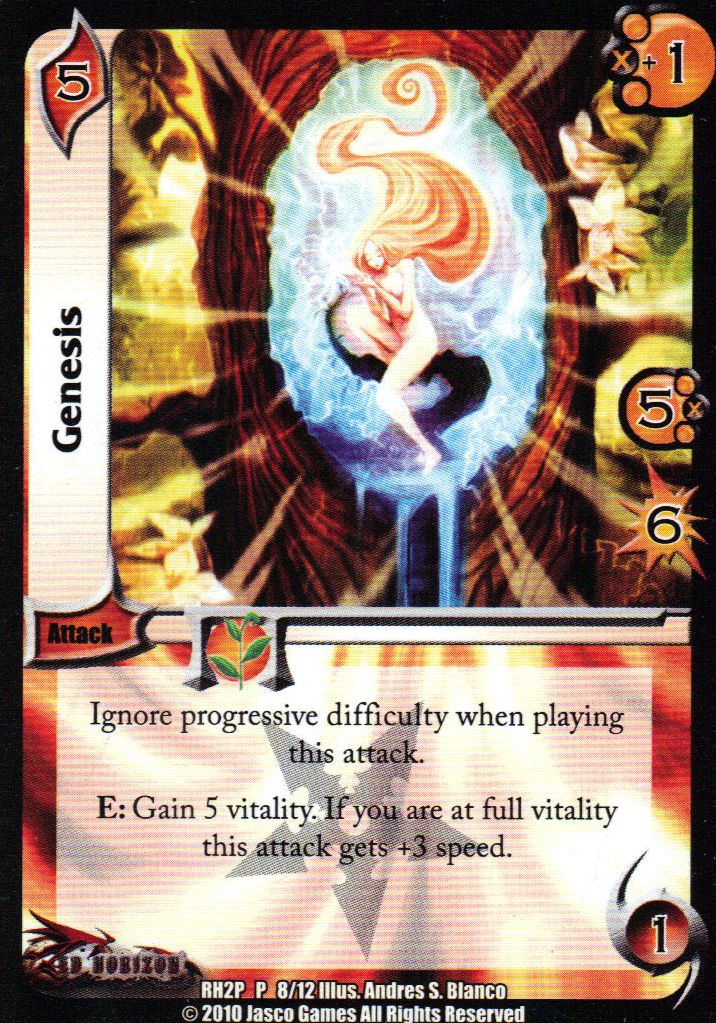 5
X + 1
Genesis
5 X
6
Attack
Ignore progressive difficulty when playing
this attack.
E: Gain 5 vitality. If you are at full vitality
this attack gets +3 speed.
1
HORIZON
RH2P_P_8/12 Illus. Andres S. Blanco
© 2010 Jasco Games All Rights Reserved